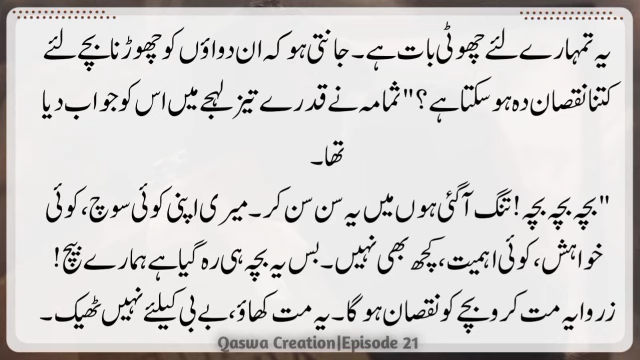 یہ تمہارے لئے چھوٹی بات ہے۔ جانتی ہو کہ ان دواؤں کو چھوڑنا بچے لئے
کتنا نقصان دہ ہو سکتا ہے؟" ثمامہ نے قدرے تیز لہجے میں اس کو جواب دیا
تھا۔
"بچہ بچہ بچہ! تنگ آگئی ہوں میں یہ سن سن کر۔ میری اپنی کوئی سوچ، کوئی
خواہش، کوئی اہمیت، کچھ بھی نہیں۔ بس یہ بچہ ہی رہ گیا ہے ہمارے بیچ!
زروا یہ مت کرو بچے کو نقصان ہو گا۔ یہ مت کھاؤ، بے بی کیلئے نہیں ٹھیک۔
Qaswa Creation|Episode 21